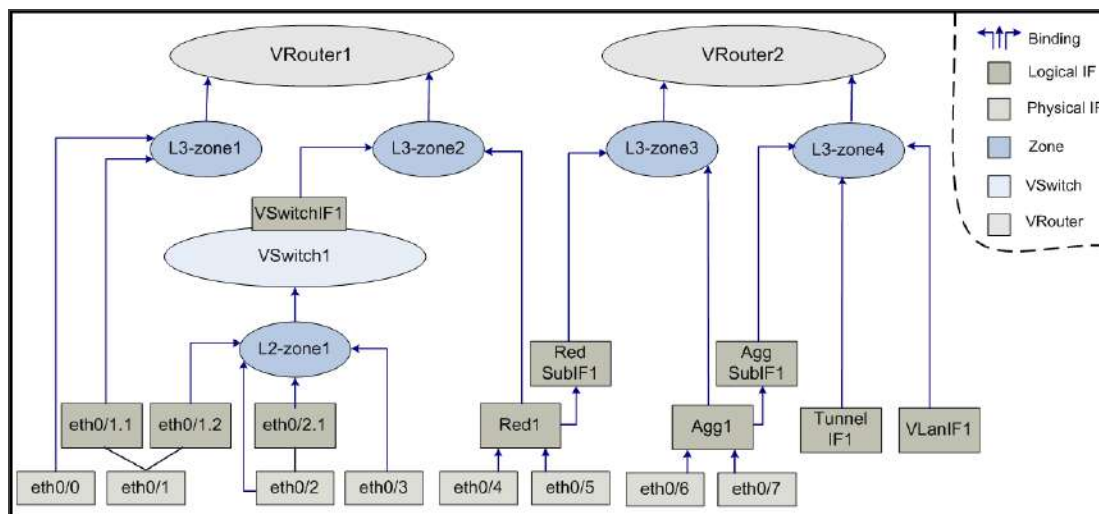 VRouter1
VRouter2
L3-zone1
L3-zone2
L3-zone3
L3-zone4
VSwitchIF1
VSwitch1
L2-zone1
Red
SubIF1
Agg
SubIF1
eth0/1.1
eth0/1.2
eth0/2.1
Red1
Agg1
Tunnel
IF1
VLanIF1
eth0/0
eth0/1
eth0/2
eth0/3
eth0/4
eth0/5
eth0/6
eth0/7
Binding
Logical IF
Physical IF
Zone
VSwitch
VRouter